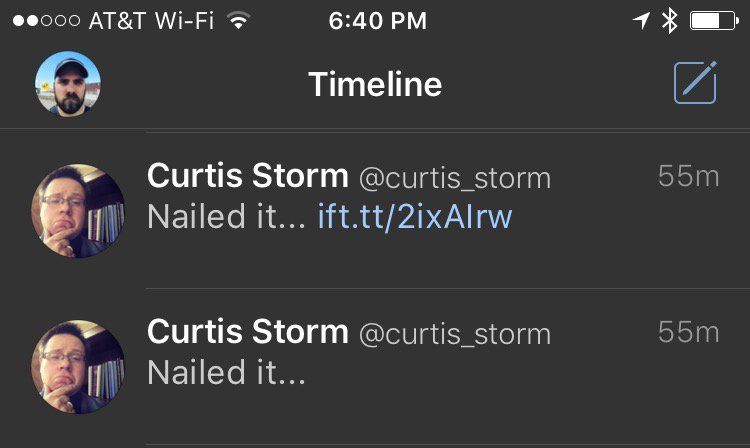 AT&T Wi-Fi 6:40 PM
Timeline
Curtis Storm @curtis_storm 55m
Nailed it... ift.tt/2ixAIrw
Curtis Storm @curtis_storm 55m
Nailed it...